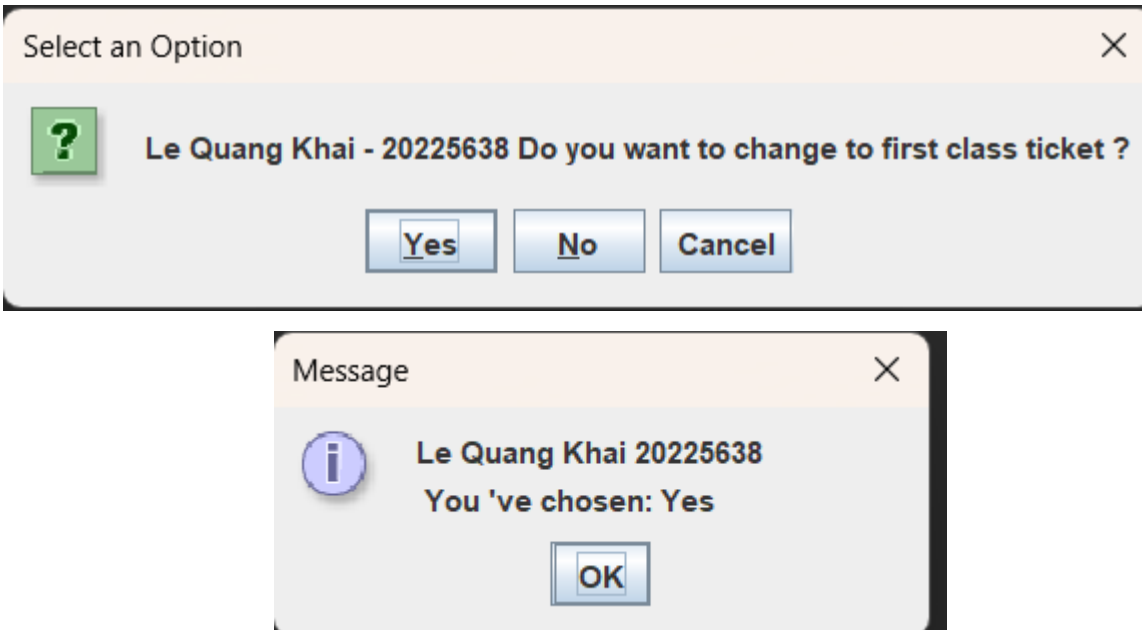 Select an Option
?
Le Quang Khai - 20225638 Do you want to change to first class ticket ?
Yes No Cancel
Message
i
Le Quang Khai 20225638
You 've chosen: Yes
OK